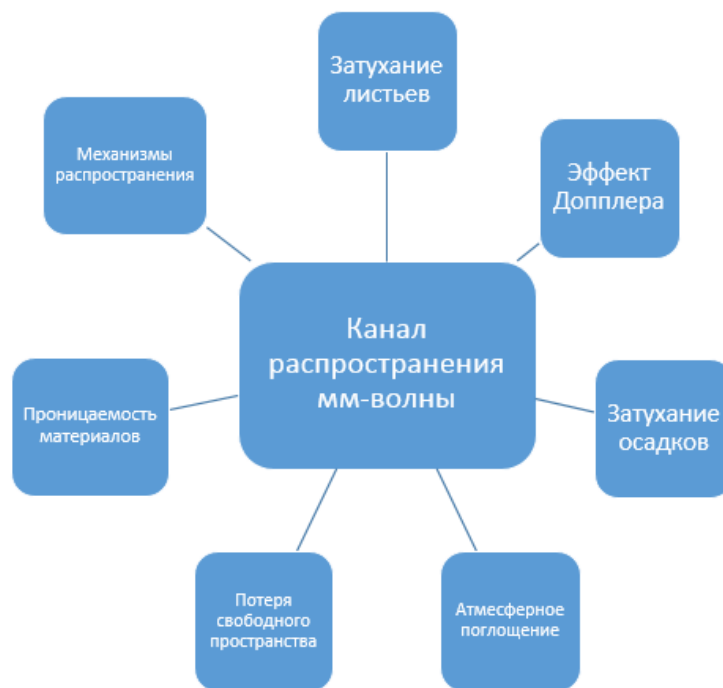 Затухание
листьев
Механизмы
распространения
Эффект
Допплера
Канал
распространения
мм-волны
Проницаемость
материалов
Затухание
осадков
Потеря
свободного
пространства
Атмесферное
поглощение